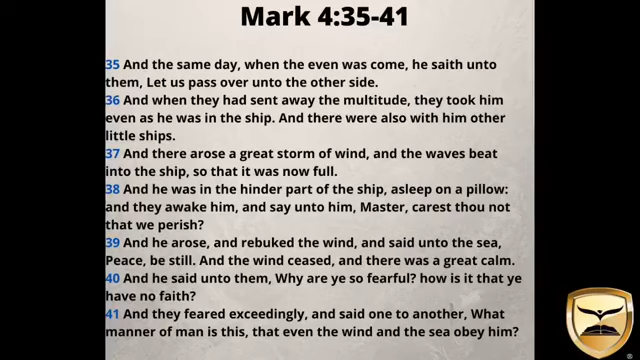 Mark 4:35-41
35 And the same day, when the even was come, he saith unto
them, Let us pass over unto the other side.
36 And when they had sent away the multitude, they took him
even as he was in the ship. And there were also with him other
little ships.
37 And there arose a great storm of wind, and the waves beat
into the ship, so that it was now full.
38 And he was in the hinder part of the ship, asleep on a pillow:
and they awake him, and say unto him, Master, carest thou not
that we perish?
39 And he arose, and rebuked the wind, and said unto the sea,
Peace, be still. And the wind ceased, and there was a great calm.
40 And he said unto them, Why are ye so fearful? how is it that ye
have no faith?
41 And they feared exceedingly, and said one to another, What
manner of man is this, that even the wind and the sea obey him?
®